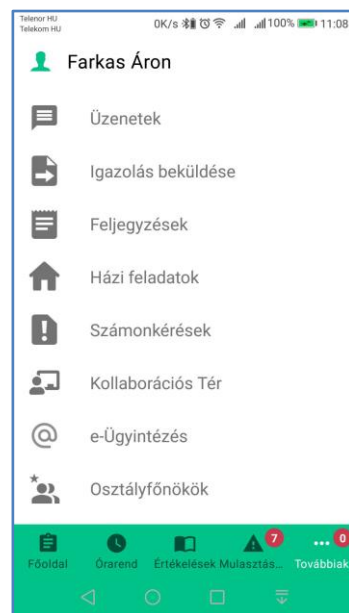 Telenor HU
Telekom HU
0K/s 100% 11:08
Farkas Áron
Üzenetek
Igazolás beküldése
Feljegyzések
Házi feladatok
Számonkérések
Kollaborációs Tér
@ e-Ügyintézés
Osztályfőnökök
7 0
Főoldal Órarend Értékelések Mulasztás... Továbbiak